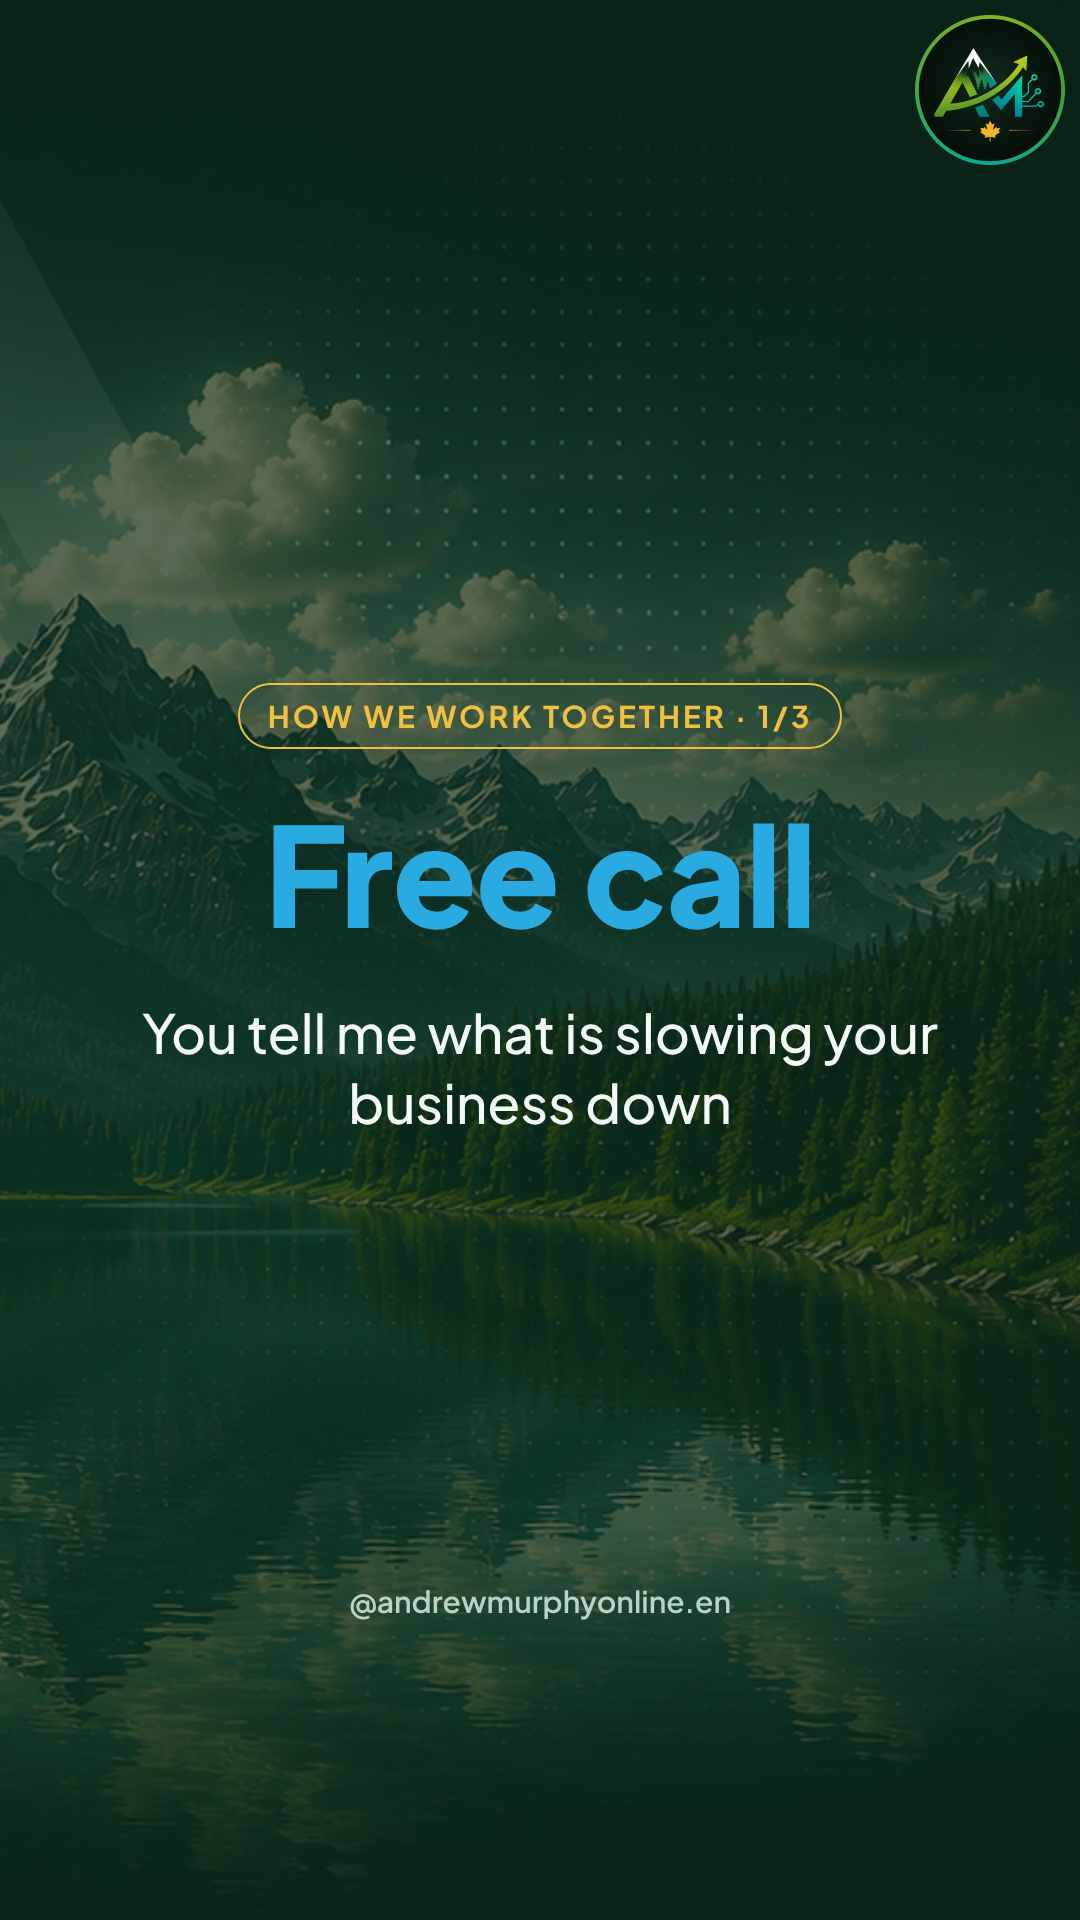 AM
HOW WE WORK TOGETHER · 1/3
Free call
You tell me what is slowing your
business down
@andrewmurphyonline.en